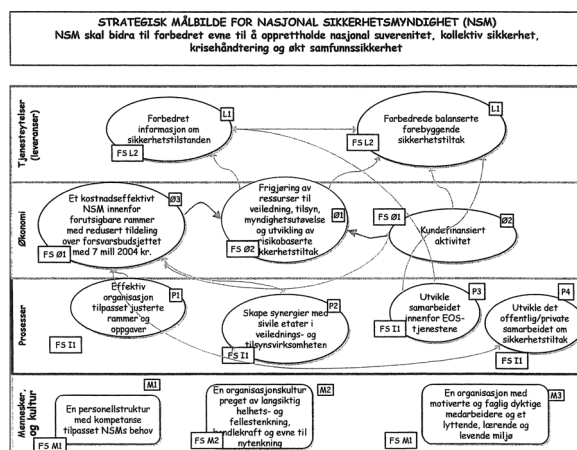 STRATEGISK MÅLBILDE FOR NASJONAL SIKKERHETSMYNDIGHET (NSM)
NSM skal bidra til forbedret evne til å opprettholde nasjonal suverenitet, kollektiv sikkerhet,
krisehåndtering og økt samfunnssikkerhet
Tjenesteytelser
(leveranser)
Forbedret
informasjon om
sikkerhetstilstanden
L1
FS L2
Forbedrede balanserte
forebyggende
sikkerhetstiltak
L1
FS L2
Økonomi
Et kostnadseffektivt
NSM innenfor
forutsigbare rammer
med redusert tildeling
over forsvarsbudsjettet
med 7 mill 2004 kr.
Ø3
FS Ø1
Frigjøring av
ressurser til
veiledning, tilsyn,
myndighetsutøvelse
og utvikling av
risikobaserte
sikkerhetstiltak
Ø1
FS Ø2
Kundefinansiert
aktivitet
FS Ø1
Ø2
Prosesser
Effektiv
organisasjon
tilpasset justerte
rammer og
oppgaver
P1
FS I1
Skape synergier med
sivile etater i
veilednings- og
tilsynsvirksomheten
P2
FS I1
Utvikle
samarbeidet
innenfor EOS-
tjenestene
P3
FS I1
Utvikle det
offentlig/private
samarbeidet om
sikkerhetstiltak
P4
FS I1
Mennesker,
og kultur
M1
En personellstruktur
med kompetanse
tilpasset NSMs behov
FS M1
M2
En organisasjonskultur
preget av langsiktig
helhets- og
fellestenkning,
handlekraft og evne til
nytenkning
FS M2
M3
En organisasjon med
motiverte og faglig dyktige
medarbeidere og et
lyttende, lærende og
levende miljø
FS M1